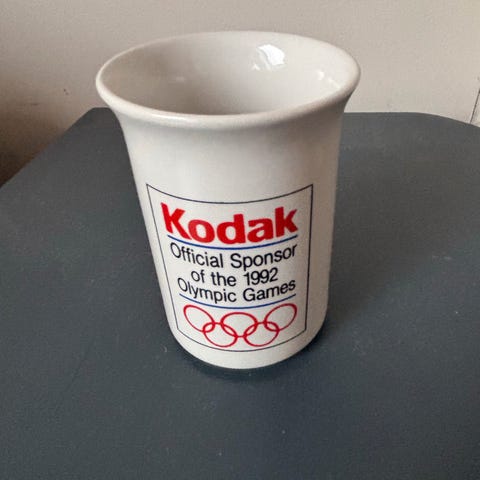 Kodak
Official Sponsor
of the 1992
Olympic Games